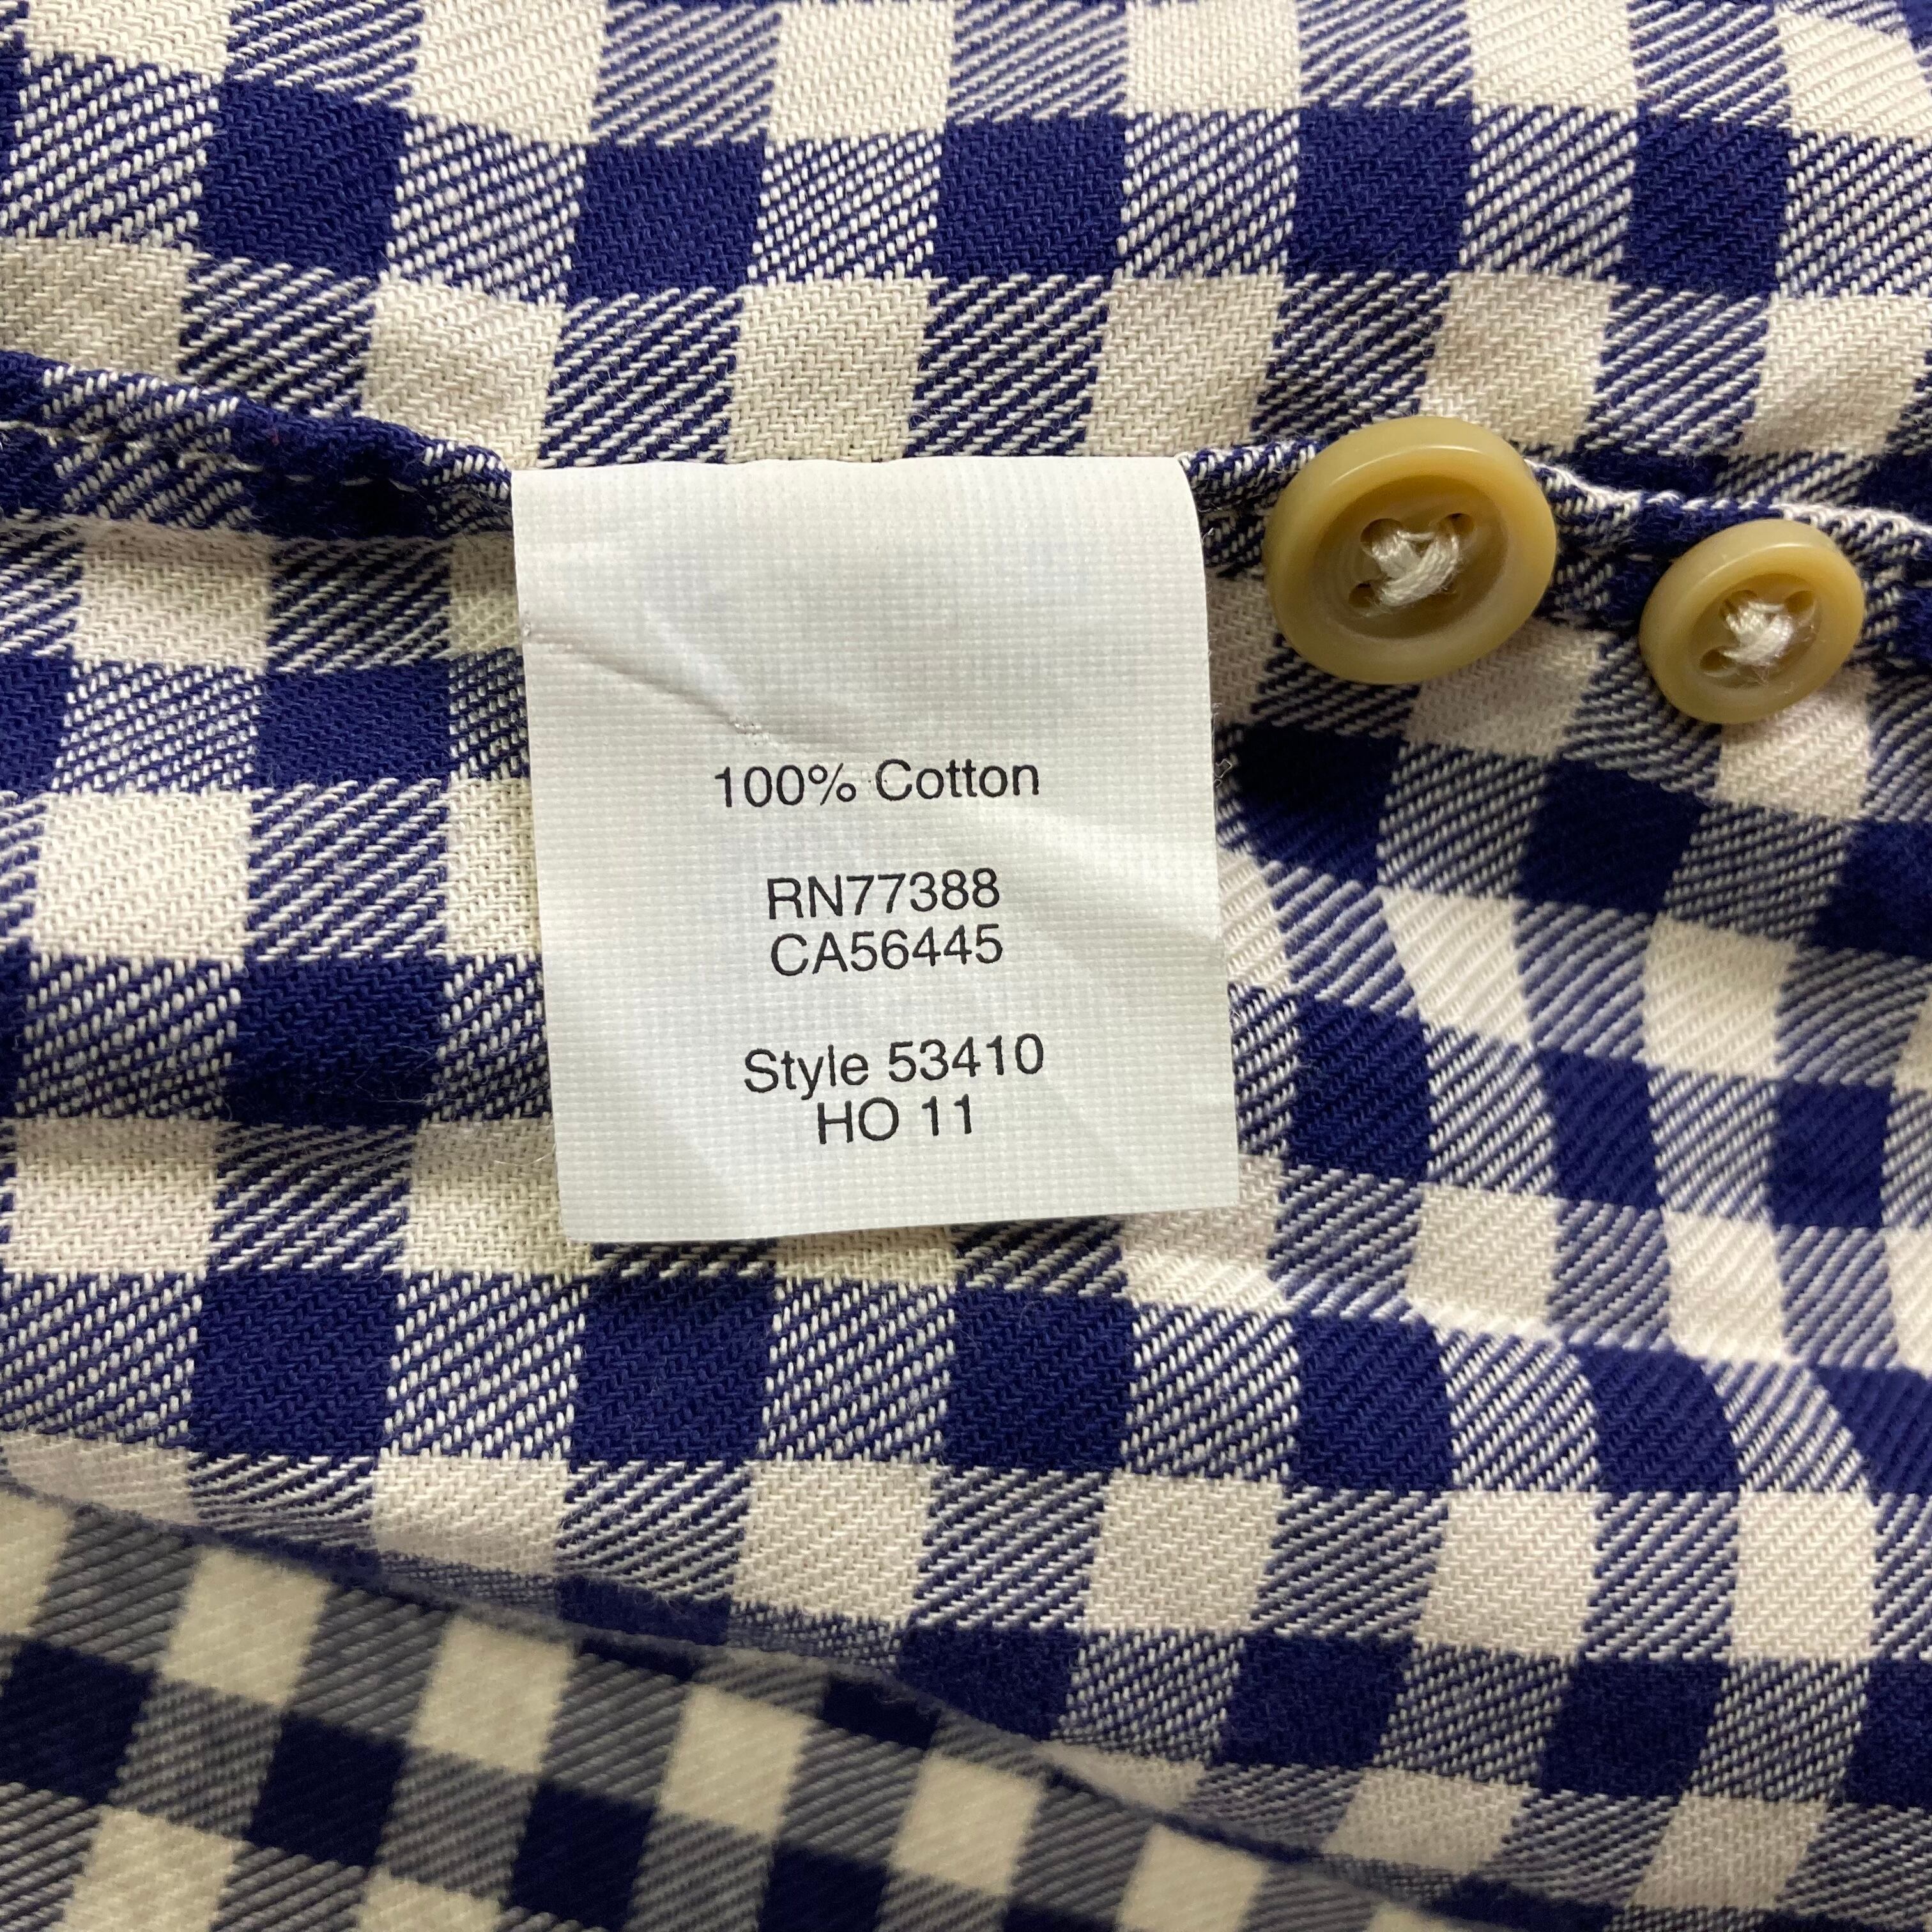 100% Cotton
RN77388
CA56445
Style 53410
HO 11